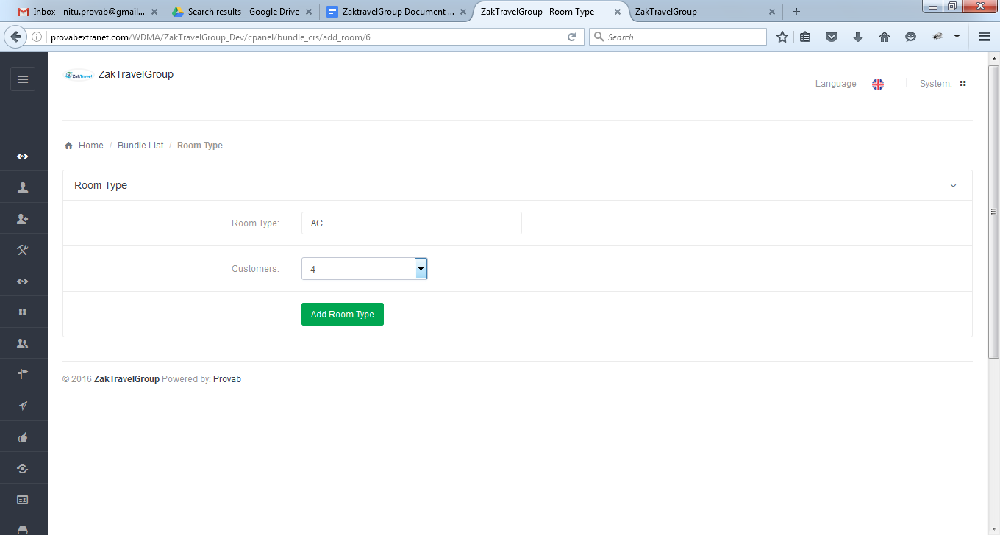 Inbox - nitu.provab@gmail...
Search results - Google Drive
ZaktravelGroup Document ...
ZakTravelGroup | Room Type
ZakTravelGroup
provabextranet.com/WDMA/ZakTravelGroup_Dev/cpanel/bundle_crs/add_room/6
Search
ZakTravel
ZakTravelGroup
Language
System:
Home / Bundle List / Room Type
Room Type
Room Type:
AC
Customers:
4
Add Room Type
© 2016 ZakTravelGroup Powered by: Provab